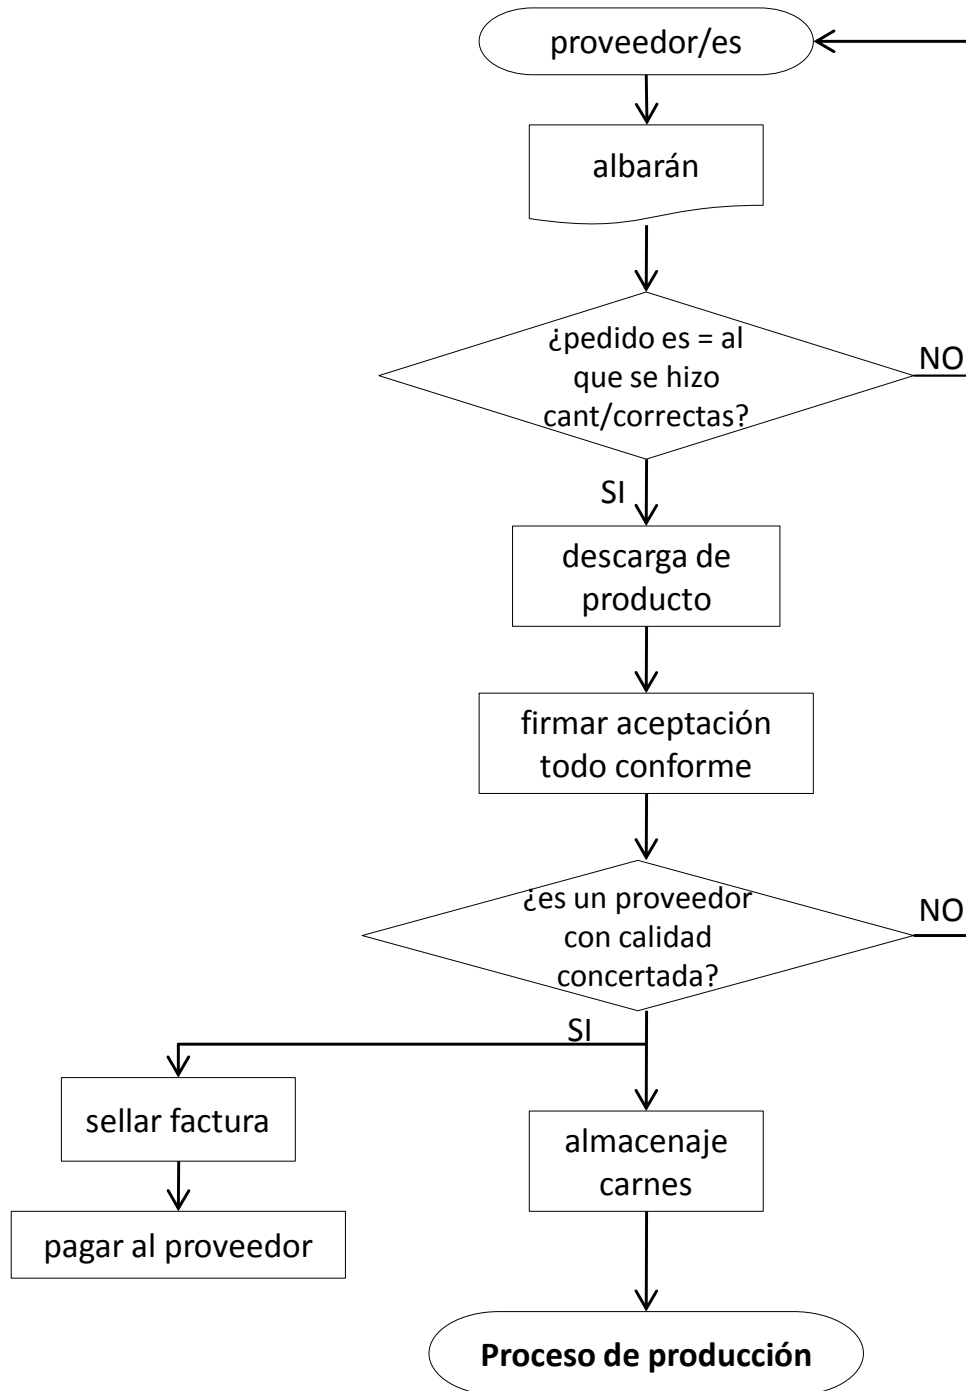 proveedor/es
albarán
¿pedido es = al
que se hizo
cant/correctas?
NO
SI
descarga de
producto
firmar aceptación
todo conforme
¿es un proveedor
con calidad
concertada?
NO
SI
sellar factura
almacenaje
carnes
pagar al proveedor
Proceso de producción